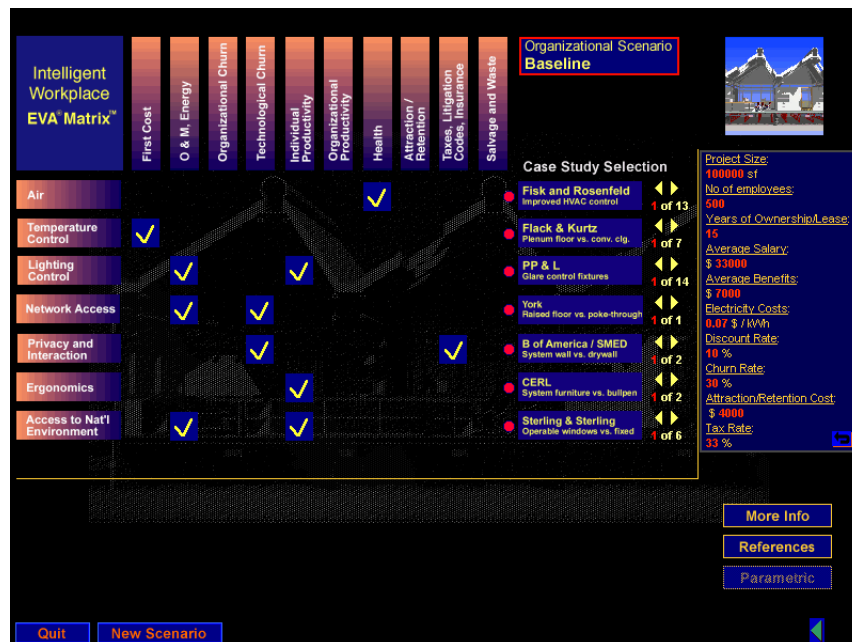 Intelligent
Workplace
EVA® Matrix™
First Cost
O & M, Energy
Organizational Churn
Technological Churn
Individual
Productivity
Organizational
Productivity
Health
Attraction /
Retention
Taxes, Litigation
Codes, Insurance
Salvage and Waste
Organizational Scenario
Baseline
Case Study Selection
Air
Fisk and Rosenfeld
Improved HVAC control
1 of 13
Temperature
Control
Flack & Kurtz
Plenum floor vs. conv. clg.
1 of 7
Lighting
Control
PP & L
Glare control fixtures
1 of 14
Network Access
York
Raised floor vs. poke-through
1 of 1
Privacy and
Interaction
B of America / SMED
System wall vs. drywall
1 of 2
Ergonomics
CERL
System furniture vs. bullpen
1 of 2
Access to Nat'l
Environment
Sterling & Sterling
Operable windows vs. fixed
1 of 6
Project Size:
100000 sf
No of employees:
500
Years of Ownership/Lease:
15
Average Salary:
$ 33000
Average Benefits:
$ 7000
Electricity Costs:
0.07 $ / kWh
Discount Rate:
10 %
Churn Rate:
30 %
Attraction/Retention Cost:
$ 4000
Tax Rate:
33 %
More Info
References
Parametric
Quit
New Scenario